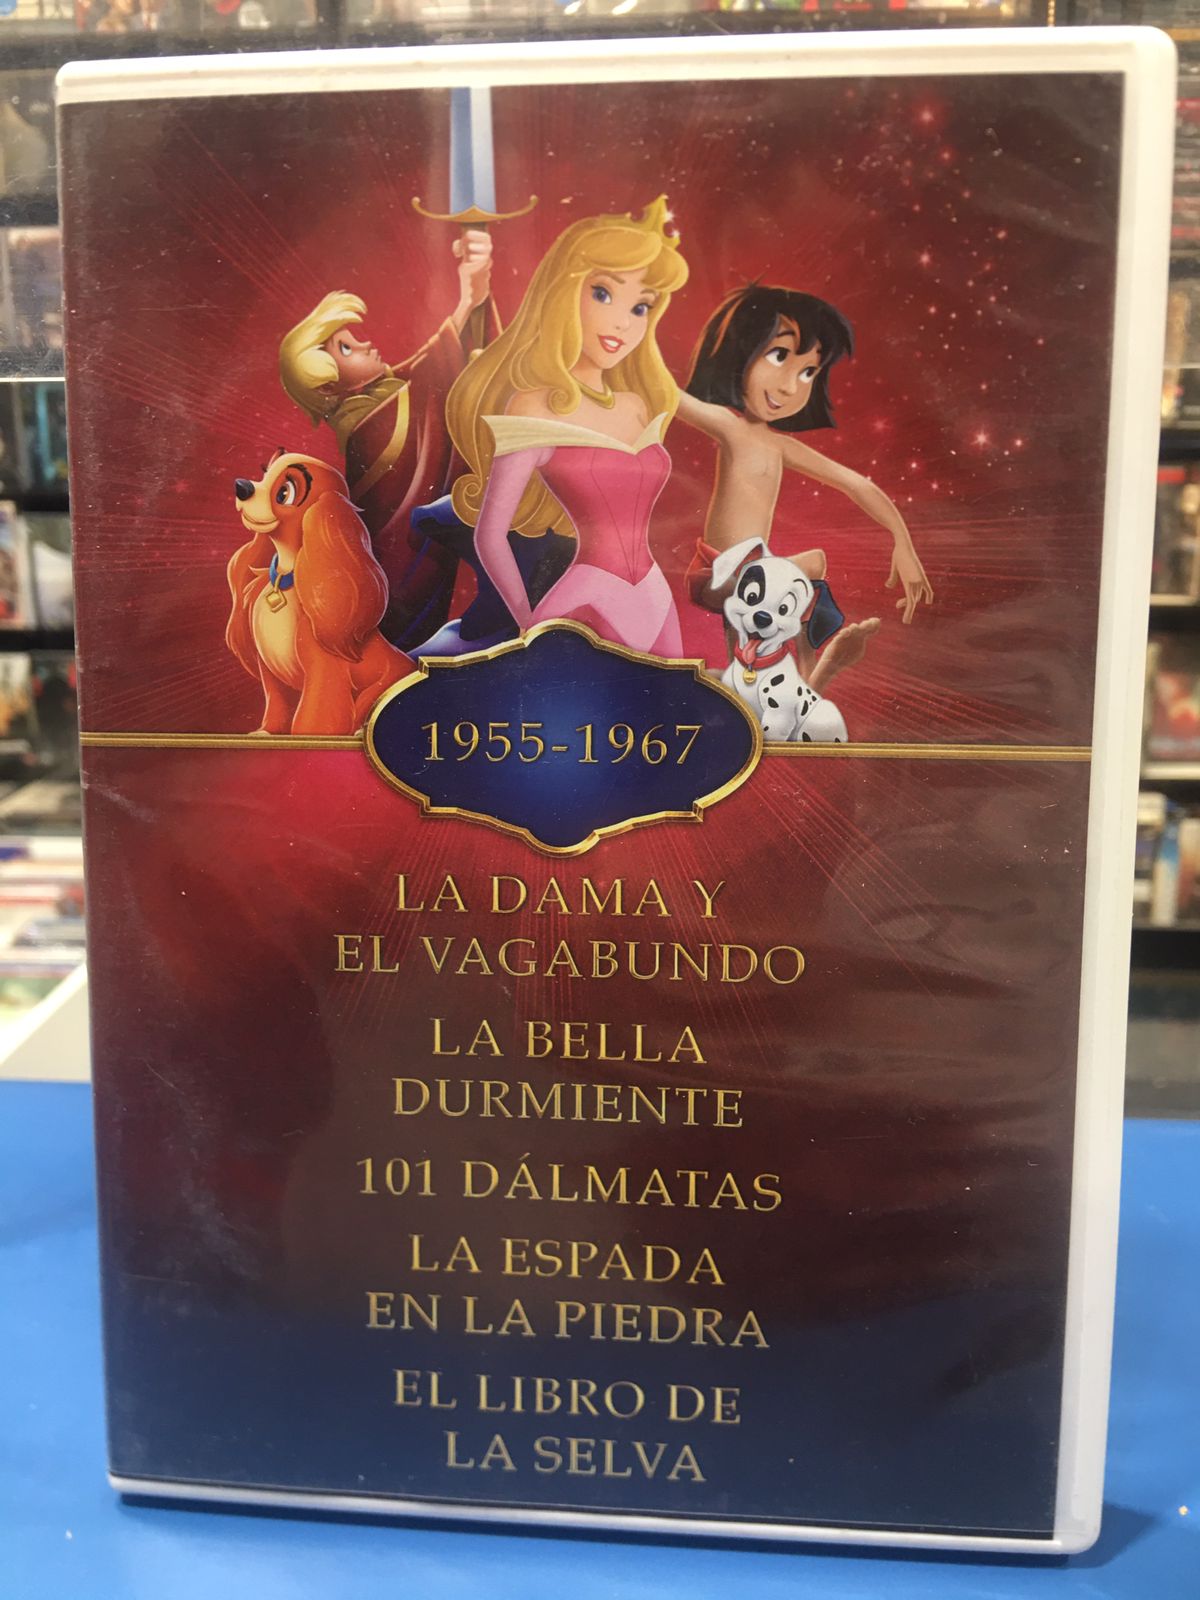 1955-1967
LA DAMA Y
EL VAGABUNDO
LA BELLA
DURMIENTE
101 DÁLMATAS
LA ESPADA
EN LA PIEDRA
EL LIBRO DE
LA SELVA